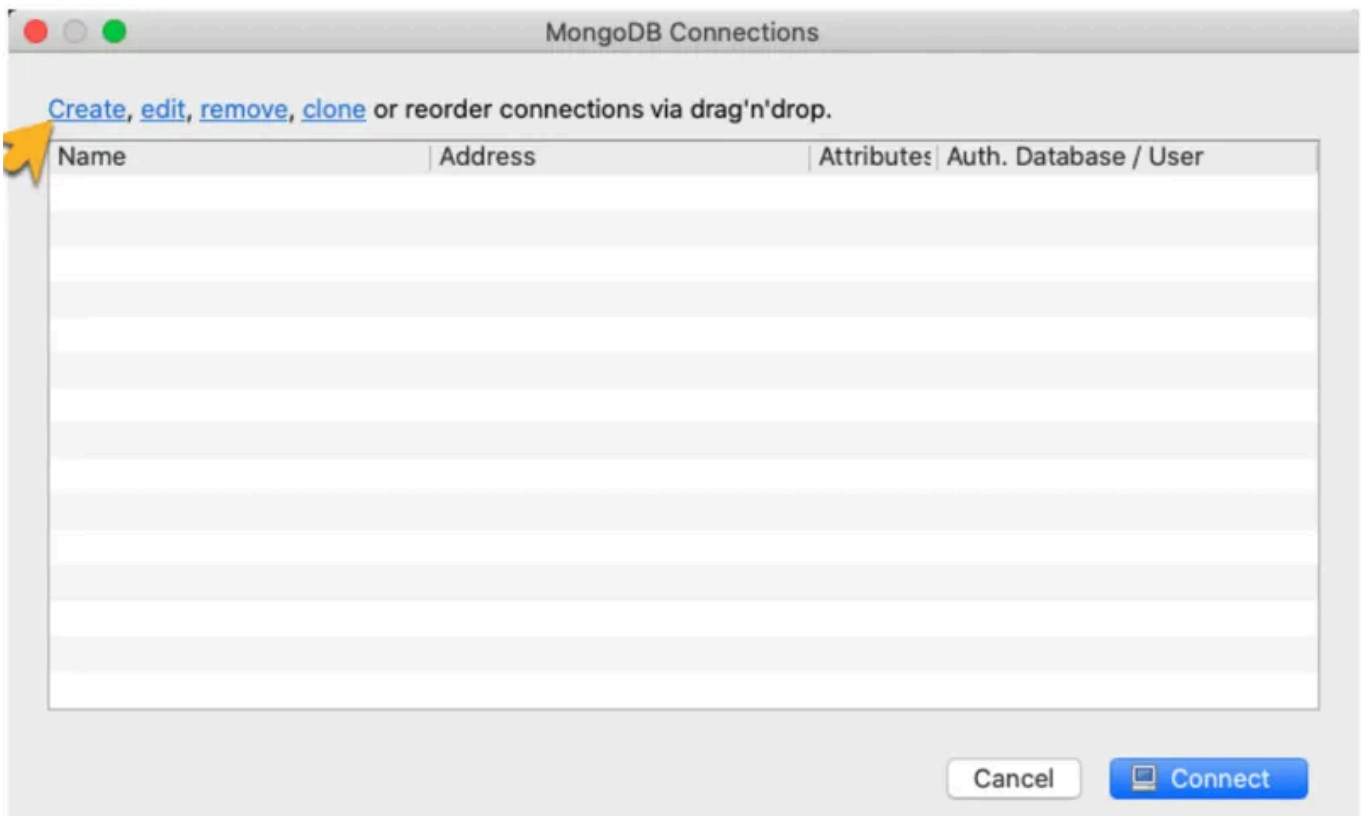 MongoDB Connections
Create, edit, remove, clone or reorder connections via drag'n'drop.
Name Address Attributes Auth. Database / User
Cancel Connect